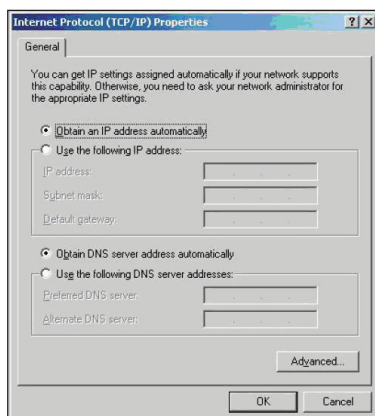 Internet Protocol (TCP/IP) Properties
General
You can get IP settings assigned automatically if your network supports
this capability. Otherwise, you need to ask your network administrator for
the appropriate IP settings.
Obtain an IP address automatically
Use the following IP address:
IP address:
Subnet mask:
Default gateway:
Obtain DNS server address automatically
Use the following DNS server addresses:
Preferred DNS server:
Alternate DNS server:
Advanced...
OK Cancel